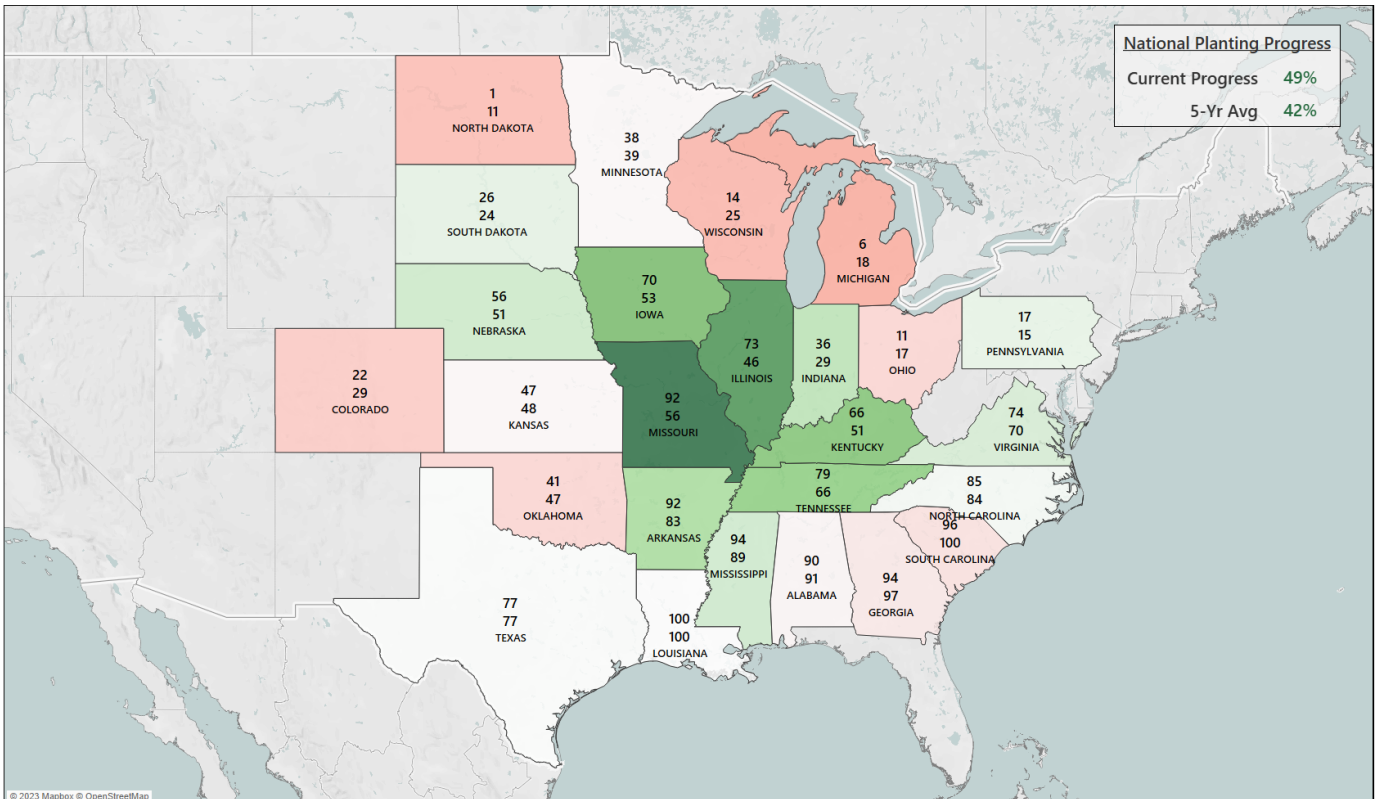 National Planting Progress
Current Progress 49%
5-Yr Avg 42%
1
11
NORTH DAKOTA
38
39
MINNESOTA
26
24
SOUTH DAKOTA
14
25
WISCONSIN
6
18
MICHIGAN
70
53
IOWA
56
51
NEBRASKA
17
15
PENNSYLVANIA
11
17
OHIO
36
29
INDIANA
73
46
ILLINOIS
22
29
COLORADO
47
48
KANSAS
92
56
MISSOURI
66
51
KENTUCKY
74
70
VIRGINIA
41
47
OKLAHOMA
92
83
ARKANSAS
79
66
TENNESSEE
85
84
NORTH CAROLINA
96
100
SOUTH CAROLINA
94
89
MISSISSIPPI
90
91
ALABAMA
94
97
GEORGIA
77
77
TEXAS
100
100
LOUISIANA
© 2023 Mapbox © OpenStreetMap